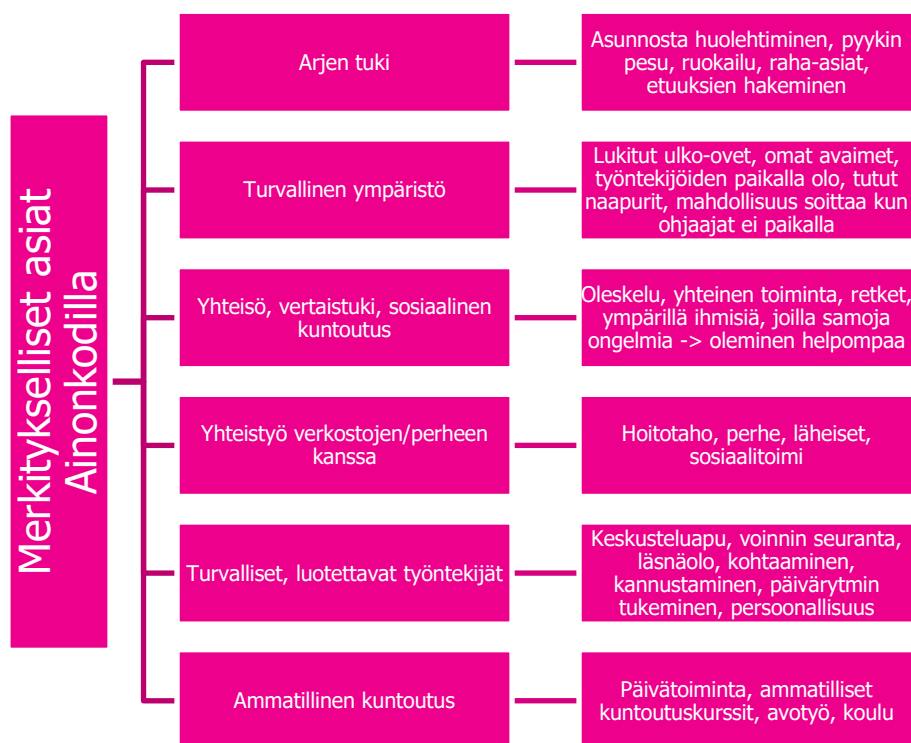 Merkitykselliset asiat
Ainonkodilla
Arjen tuki
Asunnosta huolehtiminen, pyykin
pesu, ruokailu, raha-asiat,
etuuksien hakeminen
Turvallinen ympäristö
Lukitut ulko-ovet, omat avaimet,
työntekijöiden paikalla olo, tutut
naapurit, mahdollisuus soittaa kun
ohjaajat ei paikalla
Yhteisö, vertaistuki, sosiaalinen
kuntoutus
Oleskelu, yhteinen toiminta, retket,
ympärillä ihmisiä, joilla samoja
ongelmia -> oleminen helpompaa
Yhteistyö verkostojen/perheen
kanssa
Hoitotaho, perhe, läheiset,
sosiaalitoimi
Turvalliset, luotettavat työntekijät
Keskusteluapu, voinnin seuranta,
läsnäolo, kohtaaminen,
kannustaminen, päivärytmin
tukeminen, persoonallisuus
Ammatillinen kuntoutus
Päivätoiminta, ammatilliset
kuntoutuskurssit, avotyö, koulu